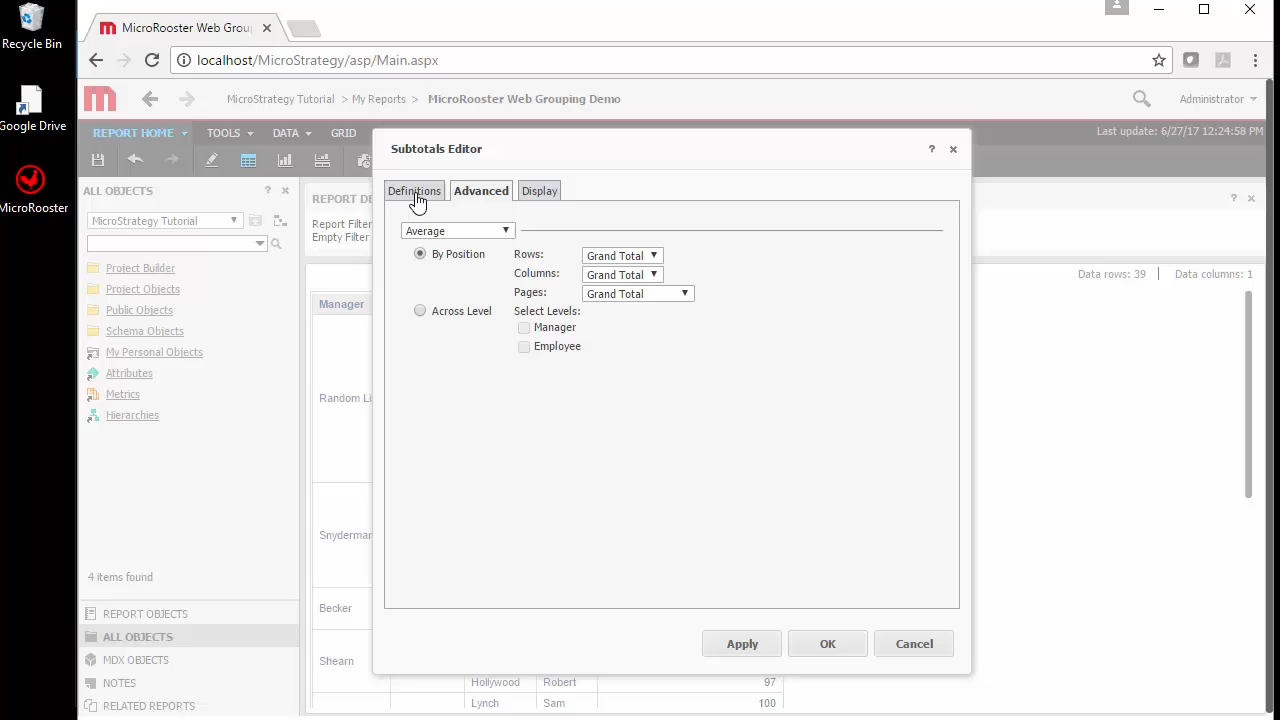 Recycle Bin
Google Drive
MicroRooster
MicroRooster Web Grou
localhost/MicroStrategy/asp/Main.aspx
MicroStrategy Tutorial > My Reports > MicroRooster Web Grouping Demo
Administrator
REPORT HOME TOOLS DATA GRID
Last update: 6/27/17 12:24:58 PM
ALL OBJECTS ?
MicroStrategy Tutorial
Project Builder
Project Objects
Public Objects
Schema Objects
My Personal Objects
Attributes
Metrics
Hierarchies
4 items found
REPORT OBJECTS
ALL OBJECTS
MDX OBJECTS
NOTES
RELATED REPORTS
REPORT DE
?
Report Filter
Empty Filter
Data rows: 39 Data columns: 1
Manager
Random Li
Snyderman
Becker
Shearn
Hollywood Robert 97
Lynch Sam 100
Subtotals Editor ?
Definitions Advanced Display
Average
By Position Rows: Grand Total
Columns: Grand Total
Pages: Grand Total
Across Level Select Levels:
Manager
Employee
Apply OK Cancel